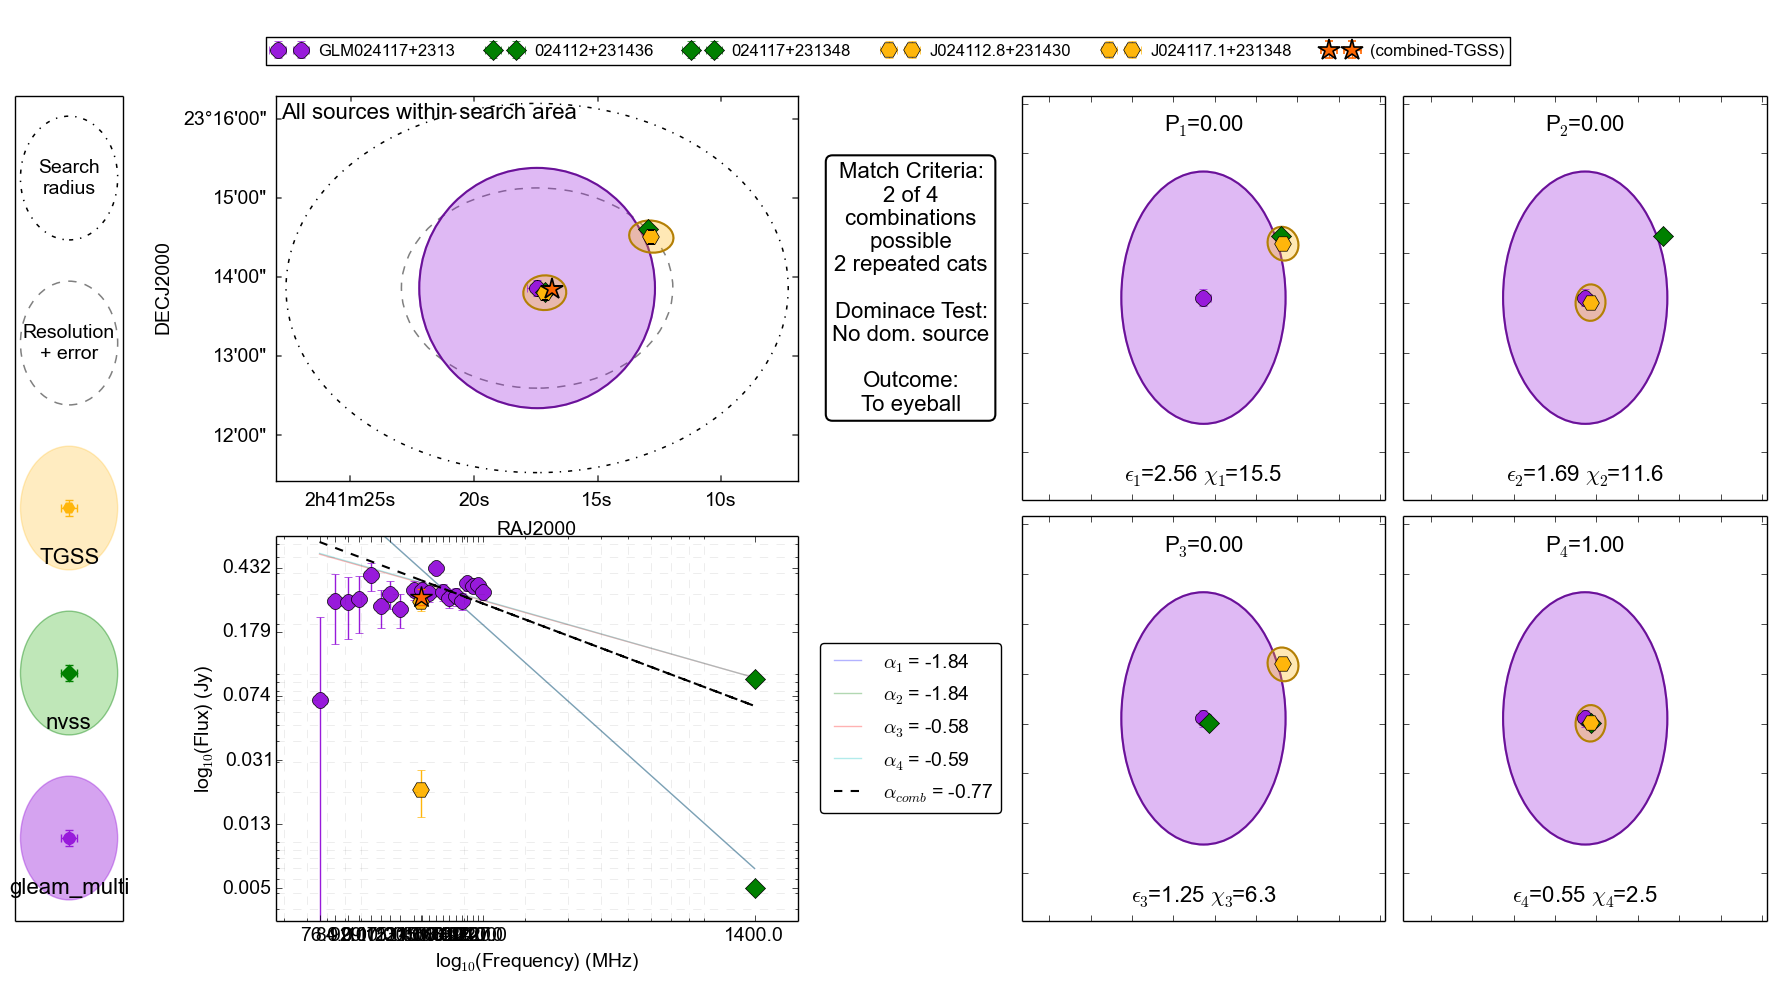 GLM024117+2313 024112+231436 024117+231348 J024112.8+231430 J024117.1+231348 (combined-TGSS)
Search
radius
Resolution
+ error
TGSS
nvss
gleam_multi
All sources within search area
DECJ2000
23°16'00"
15'00"
14'00"
13'00"
12'00"
2h41m25s 20s 15s 10s
RAJ2000
Match Criteria:
2 of 4
combinations
possible
2 repeated cats
Dominace Test:
No dom. source
Outcome:
To eyeball
P1=0.00
ϵ1=2.56 χ1=15.5
P2=0.00
ϵ2=1.69 χ2=11.6
log10(Flux) (Jy)
0.432
0.179
0.074
0.031
0.013
0.005
1400.0
log10(Frequency) (MHz)
α1 = -1.84
α2 = -1.84
α3 = -0.58
α4 = -0.59
αcomb = -0.77
P3=0.00
ϵ3=1.25 χ3=6.3
P4=1.00
ϵ4=0.55 χ4=2.5